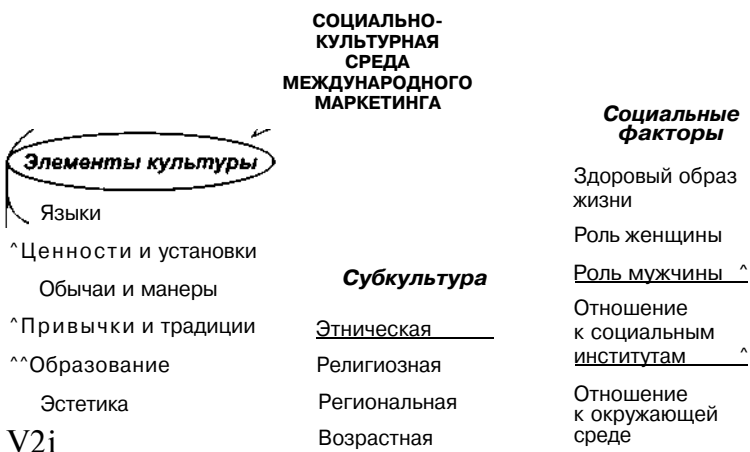 СОЦИАЛЬНО-
КУЛЬТУРНАЯ
СРЕДА
МЕЖДУНАРОДНОГО
МАРКЕТИНГА
Элементы культуры
Языки
^Ценности и установки
Обычаи и манеры
^Привычки и традиции
^^Образование
Эстетика
V2i
Субкультура
Этническая
Религиозная
Региональная
Возрастная
Социальные
факторы
Здоровый образ
жизни
Роль женщины
Роль мужчины ^
Отношение
к социальным
институтам ^
Отношение
к окружающей
среде